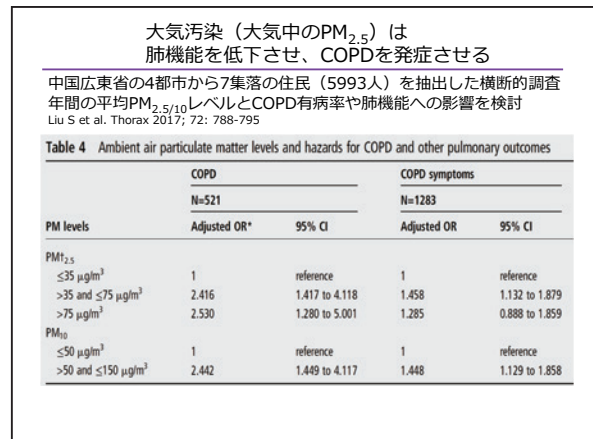 大気汚染（大気中のPM2.5）は
肺機能を低下させ、COPDを発症させる
中国広東省の4都市から7集落の住民（5993人）を抽出した横断的調査
年間の平均PM2.5/10レベルとCOPD有病率や肺機能への影響を検討
Liu S et al. Thorax 2017; 72: 788-795
Table 4 Ambient air particulate matter levels and hazards for COPD and other pulmonary outcomes
COPD COPD symptoms
N=521 N=1283
PM levels Adjusted OR* 95% CI Adjusted OR 95% CI
PM†2.5
≤35 μg/m3 1 reference 1 reference
>35 and ≤75 μg/m3 2.416 1.417 to 4.118 1.458 1.132 to 1.879
>75 μg/m3 2.530 1.280 to 5.001 1.285 0.888 to 1.859
PM10
≤50 μg/m3 1 reference 1 reference
>50 and ≤150 μg/m3 2.442 1.449 to 4.117 1.448 1.129 to 1.858